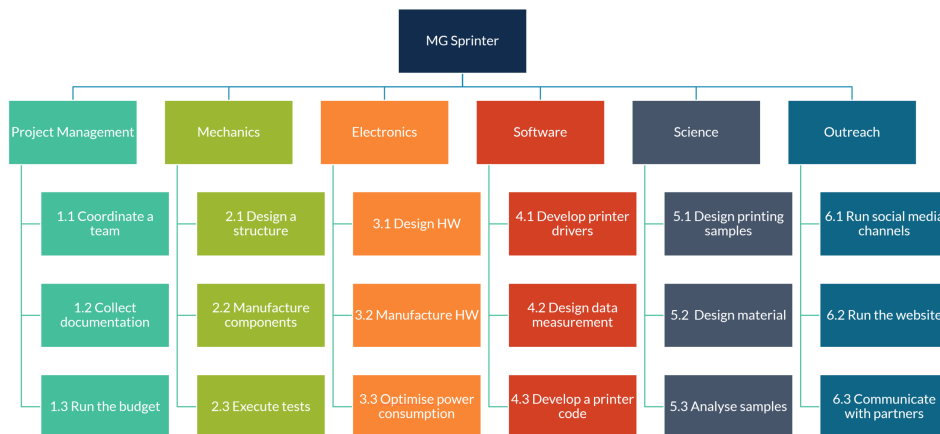 MG Sprinter
Project Management
Mechanics
Electronics
Software
Science
Outreach
1.1 Coordinate a
team
2.1 Design a
structure
3.1 Design HW
4.1 Develop printer
drivers
5.1 Design printing
samples
6.1 Run social media
channels
1.2 Collect
documentation
2.2 Manufacture
components
3.2 Manufacture HW
4.2 Design data
measurement
5.2 Design material
6.2 Run the website
1.3 Run the budget
2.3 Execute tests
3.3 Optimise power
consumption
4.3 Develop a printer
code
5.3 Analyse samples
6.3 Communicate
with partners